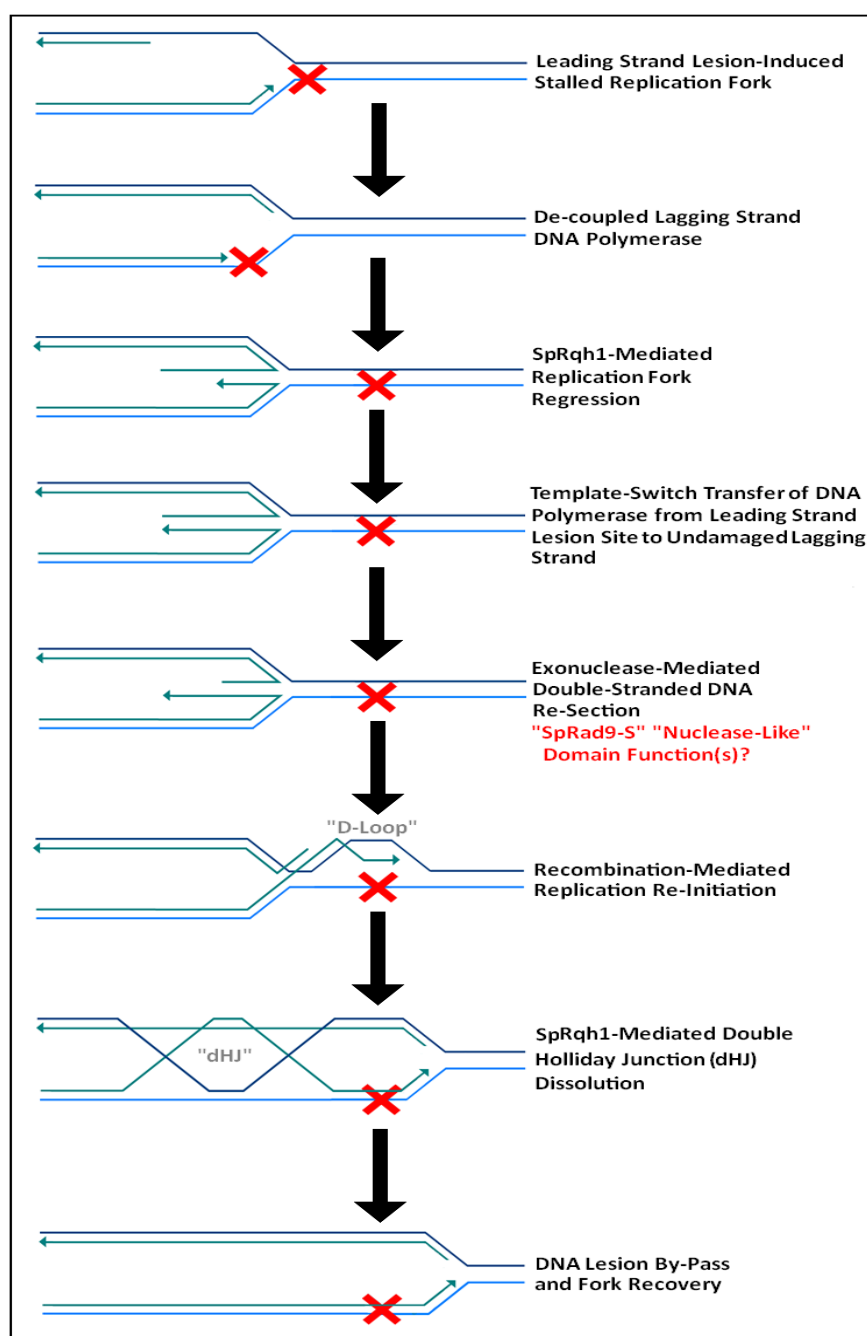 Leading Strand Lesion-Induced
Stalled Replication Fork
De-coupled Lagging Strand
DNA Polymerase
SpRqh1-Mediated
Replication Fork
Regression
Template-Switch Transfer of DNA
Polymerase from Leading Strand
Lesion Site to Undamaged Lagging
Strand
Exonuclease-Mediated
Double-Stranded DNA
Re-Section
"SpRad9-S" "Nuclease-Like"
Domain Function(s)?
"D-Loop"
Recombination-Mediated
Replication Re-Initiation
"dHJ"
SpRqh1-Mediated Double
Holliday Junction (dHJ)
Dissolution
DNA Lesion By-Pass
and Fork Recovery